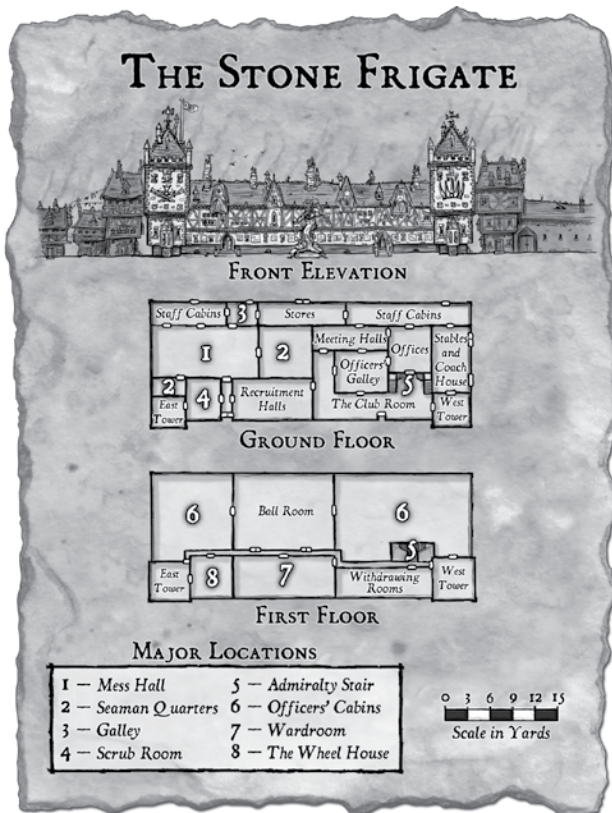 The Stone Frigate
Front Elevation
Staff Cabins
3
Stores
Staff Cabins
1
2
Meeting Halls
Offices
Stables
and
Coach
House
Officers'
Galley
5
2
4
East
Tower
Recruitment
Halls
The Club Room
West
Tower
Ground Floor
6
Ball Room
6
5
East
Tower
8
7
Withdrawing
Rooms
West
Tower
First Floor
Major Locations
1 — Mess Hall
2 — Seaman Quarters
3 — Galley
4 — Scrub Room
5 — Admiralty Stair
6 — Officers' Cabins
7 — Wardroom
8 — The Wheel House
0 3 6 9 12 15
Scale in Yards